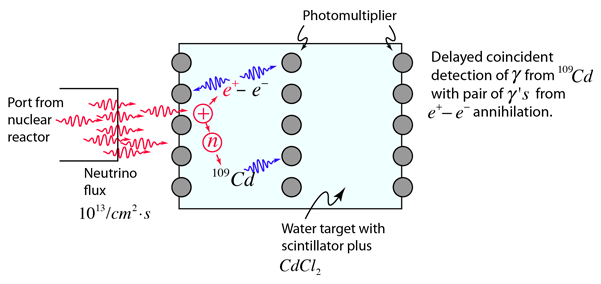 Photomultiplier
Delayed coincident
detection of γ from ¹⁰⁹Cd
with pair of γ's from
e⁺– e⁻ annihilation.
Port from
nuclear
reactor
e⁺– e⁻
+
n
¹⁰⁹Cd
Neutrino
flux
10¹³/cm²·s
Water target with
scintillator plus
CdCl₂